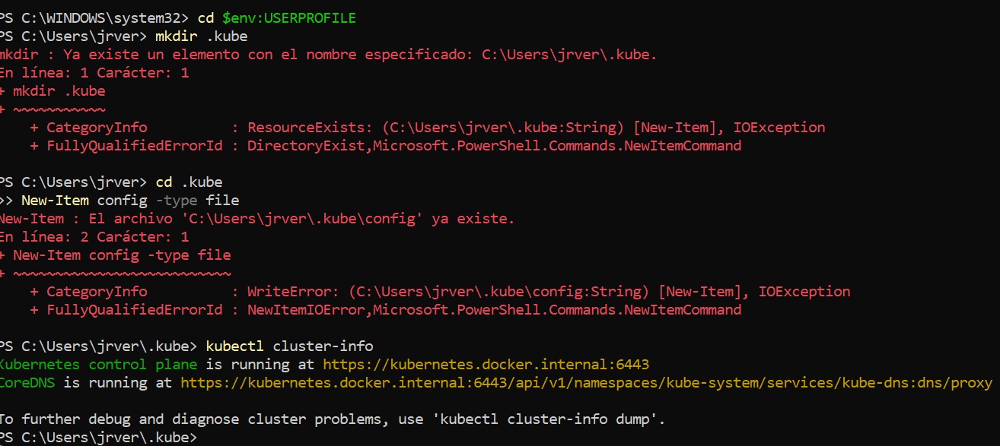 PS C:\WINDOWS\system32> cd $env:USERPROFILE
PS C:\Users\jrver> mkdir .kube
mkdir : Ya existe un elemento con el nombre especificado: C:\Users\jrver\.kube.
En línea: 1 Carácter: 1
+ mkdir .kube
+ ~~~~~~~~~~~
    + CategoryInfo          : ResourceExists: (C:\Users\jrver\.kube:String) [New-Item], IOException
    + FullyQualifiedErrorId : DirectoryExist,Microsoft.PowerShell.Commands.NewItemCommand

PS C:\Users\jrver> cd .kube
>> New-Item config -type file
New-Item : El archivo 'C:\Users\jrver\.kube\config' ya existe.
En línea: 2 Carácter: 1
+ New-Item config -type file
+ ~~~~~~~~~~~~~~~~~~~~~~~~~~
    + CategoryInfo          : WriteError: (C:\Users\jrver\.kube\config:String) [New-Item], IOException
    + FullyQualifiedErrorId : NewItemIOError,Microsoft.PowerShell.Commands.NewItemCommand

PS C:\Users\jrver\.kube> kubectl cluster-info
Kubernetes control plane is running at https://kubernetes.docker.internal:6443
CoreDNS is running at https://kubernetes.docker.internal:6443/api/v1/namespaces/kube-system/services/kube-dns:dns/proxy

To further debug and diagnose cluster problems, use 'kubectl cluster-info dump'.
PS C:\Users\jrver\.kube>